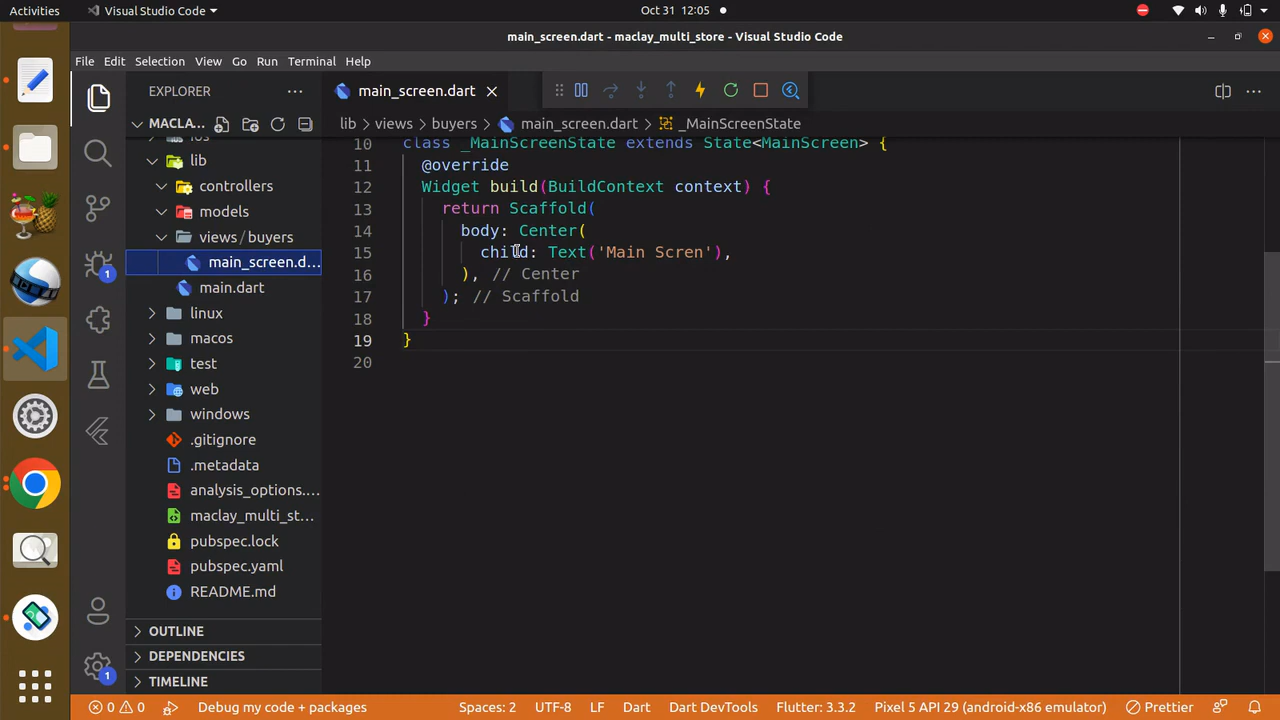 Activities
Visual Studio Code
Oct 31 12:05
main_screen.dart - maclay_multi_store - Visual Studio Code
File Edit Selection View Go Run Terminal Help
EXPLORER
main_screen.dart
MACLA...
lib > views > buyers > main_screen.dart > _MainScreenState
lib
controllers
models
views / buyers
main_screen.d...
main.dart
linux
macos
test
web
windows
.gitignore
.metadata
analysis_options....
maclay_multi_st...
pubspec.lock
pubspec.yaml
README.md
OUTLINE
DEPENDENCIES
TIMELINE
1
1
10 class _MainScreenState extends State<MainScreen> {
11 @override
12 Widget build(BuildContext context) {
13 return Scaffold(
14 body: Center(
15 child: Text('Main Scren'),
16 ), // Center
17 ); // Scaffold
18 }
19 }
20
0 0 Debug my code + packages Spaces: 2 UTF-8 LF Dart Dart DevTools Flutter: 3.3.2 Pixel 5 API 29 (android-x86 emulator) Prettier